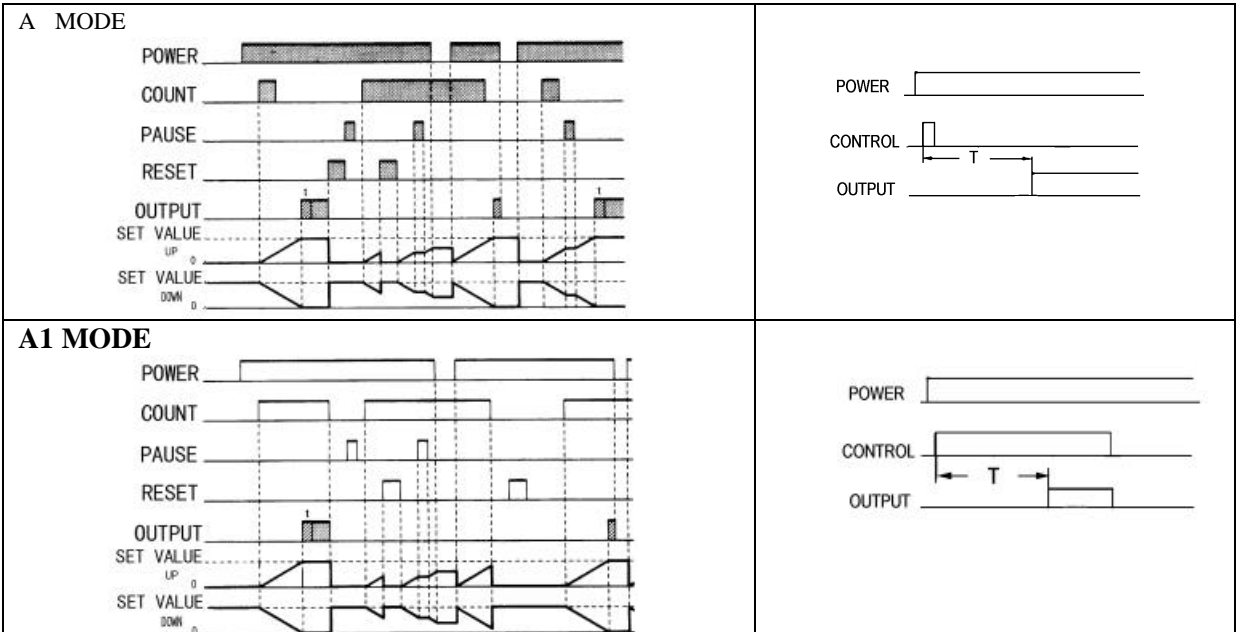 A MODE
POWER
COUNT
PAUSE
RESET
t
t
OUTPUT
SET VALUE
UP
0
SET VALUE
DOWN
0
POWER
CONTROL
T
OUTPUT
A1 MODE
POWER
COUNT
PAUSE
RESET
t
OUTPUT
SET VALUE
UP
0
SET VALUE
DOWN
0
POWER
CONTROL
T
OUTPUT